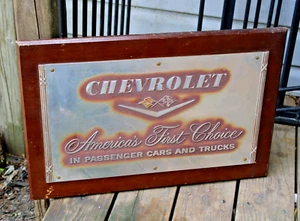 CHEVROLET
America's First Choice
IN PASSENGER CARS AND TRUCKS